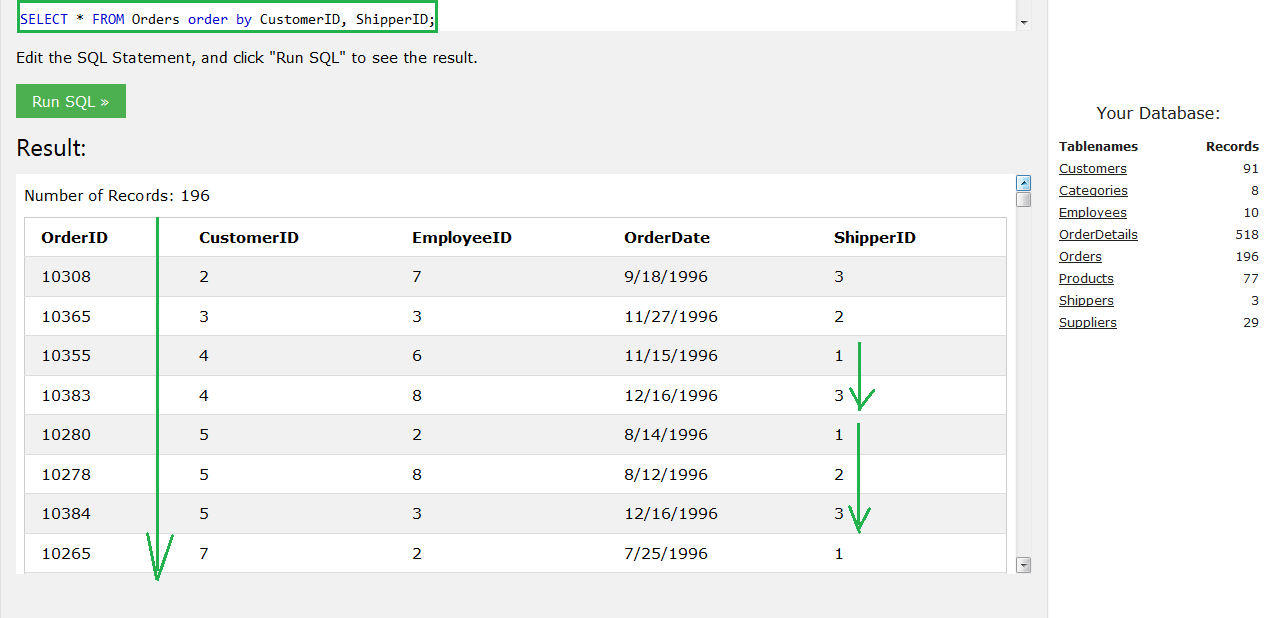 SELECT * FROM Orders order by CustomerID, ShipperID;
Edit the SQL Statement, and click "Run SQL" to see the result.
Run SQL »
Result:
Number of Records: 196
OrderID CustomerID EmployeeID OrderDate ShipperID
10308 2 7 9/18/1996 3
10365 3 3 11/27/1996 2
10355 4 6 11/15/1996 1
10383 4 8 12/16/1996 3
10280 5 2 8/14/1996 1
10278 5 8 8/12/1996 2
10384 5 3 12/16/1996 3
10265 7 2 7/25/1996 1
Your Database:
Tablenames Records
Customers 91
Categories 8
Employees 10
OrderDetails 518
Orders 196
Products 77
Shippers 3
Suppliers 29